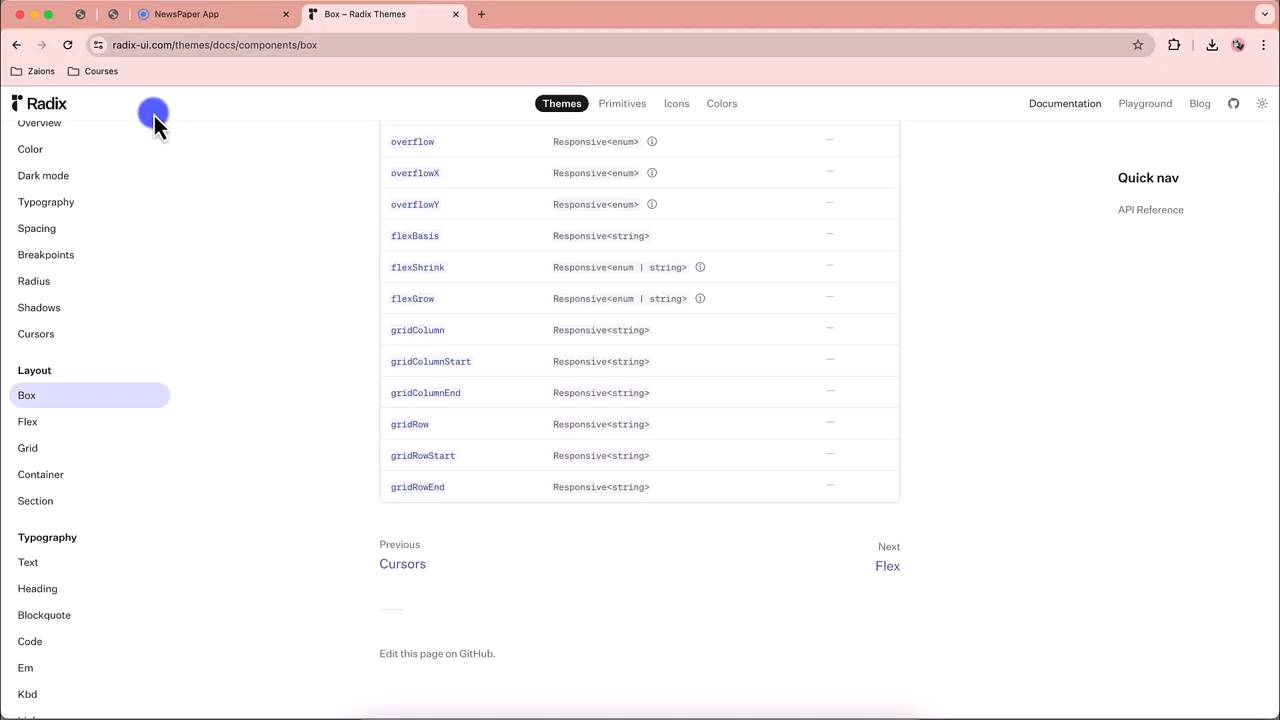 NewsPaper App
Box – Radix Themes
radix-ui.com/themes/docs/components/box
Zaions
Courses
Radix
Themes
Primitives
Icons
Colors
Documentation
Playground
Blog
Overview
Color
Dark mode
Typography
Spacing
Breakpoints
Radius
Shadows
Cursors
Layout
Box
Flex
Grid
Container
Section
Typography
Text
Heading
Blockquote
Code
Em
Kbd
overflow Responsive<enum> —
overflowX Responsive<enum> —
overflowY Responsive<enum> —
flexBasis Responsive<string> —
flexShrink Responsive<enum | string> —
flexGrow Responsive<enum | string> —
gridColumn Responsive<string> —
gridColumnStart Responsive<string> —
gridColumnEnd Responsive<string> —
gridRow Responsive<string> —
gridRowStart Responsive<string> —
gridRowEnd Responsive<string> —
Previous
Cursors
Next
Flex
Edit this page on GitHub.
Quick nav
API Reference